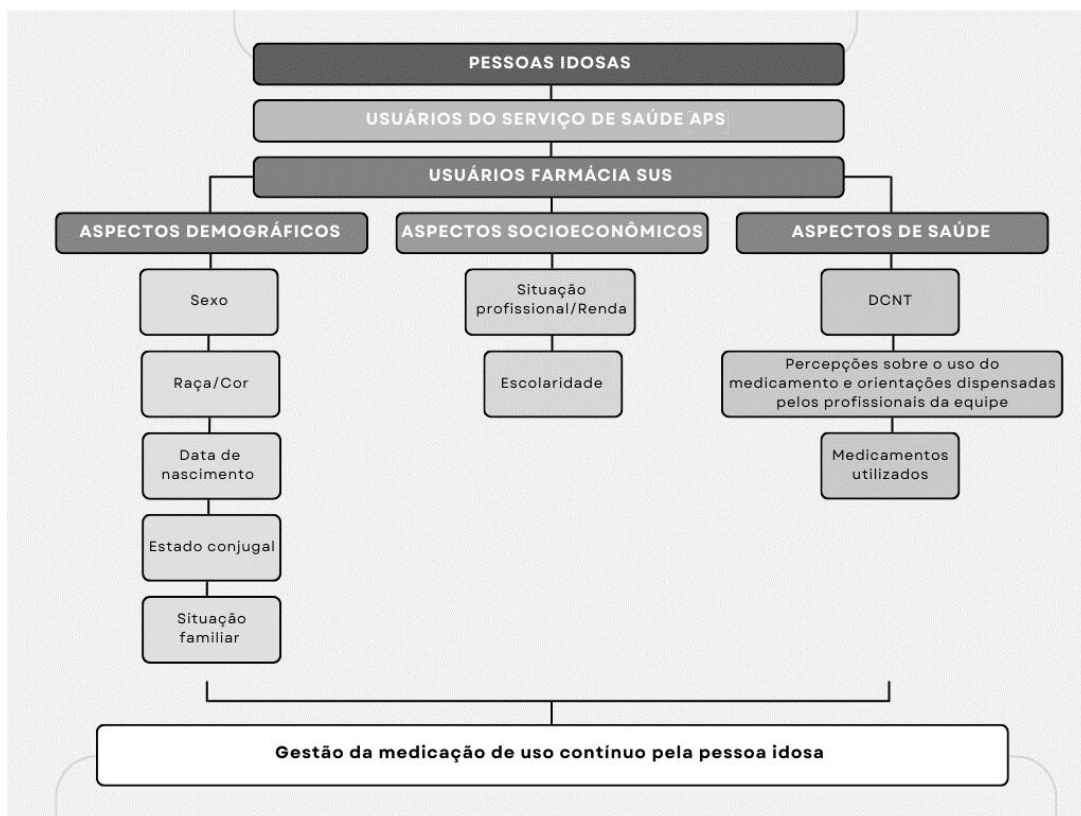 PESSOAS IDOSAS
USUÁRIOS DO SERVIÇO DE SAÚDE [APS]
USUÁRIOS FARMÁCIA SUS
ASPECTOS DEMOGRÁFICOS
Sexo
Raça/Cor
Data de
nascimento
Estado conjugal
Situação
familiar
ASPECTOS SOCIOECONÔMICOS
Situação
profissional/Renda
Escolaridade
ASPECTOS DE SAÚDE
DCNT
Percepções sobre o uso do
medicamento e orientações dispensadas
pelos profissionais da equipe
Medicamentos
utilizados
Gestão da medicação de uso contínuo pela pessoa idosa